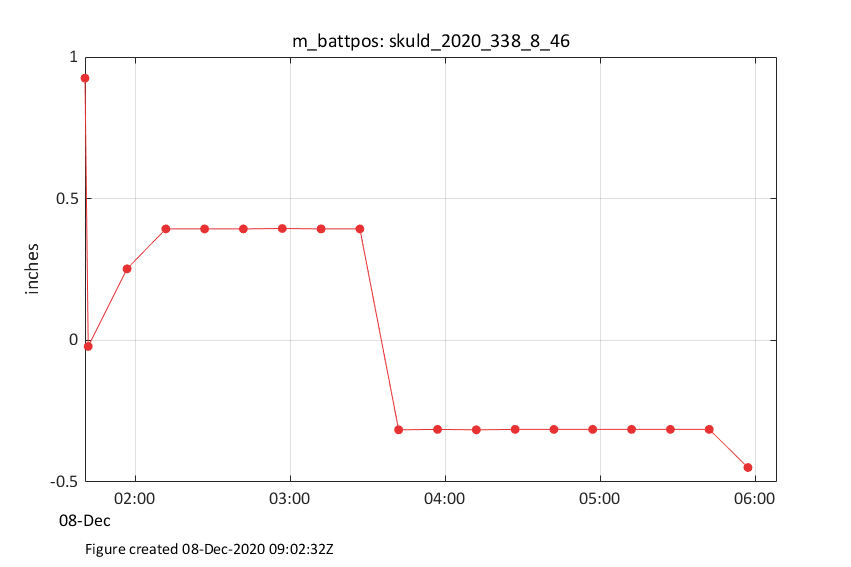 m_battpos: skuld_2020_338_8_46
1
0.5
0
-0.5
inches
02:00 03:00 04:00 05:00 06:00
08-Dec
Figure created 08-Dec-2020 09:02:32Z